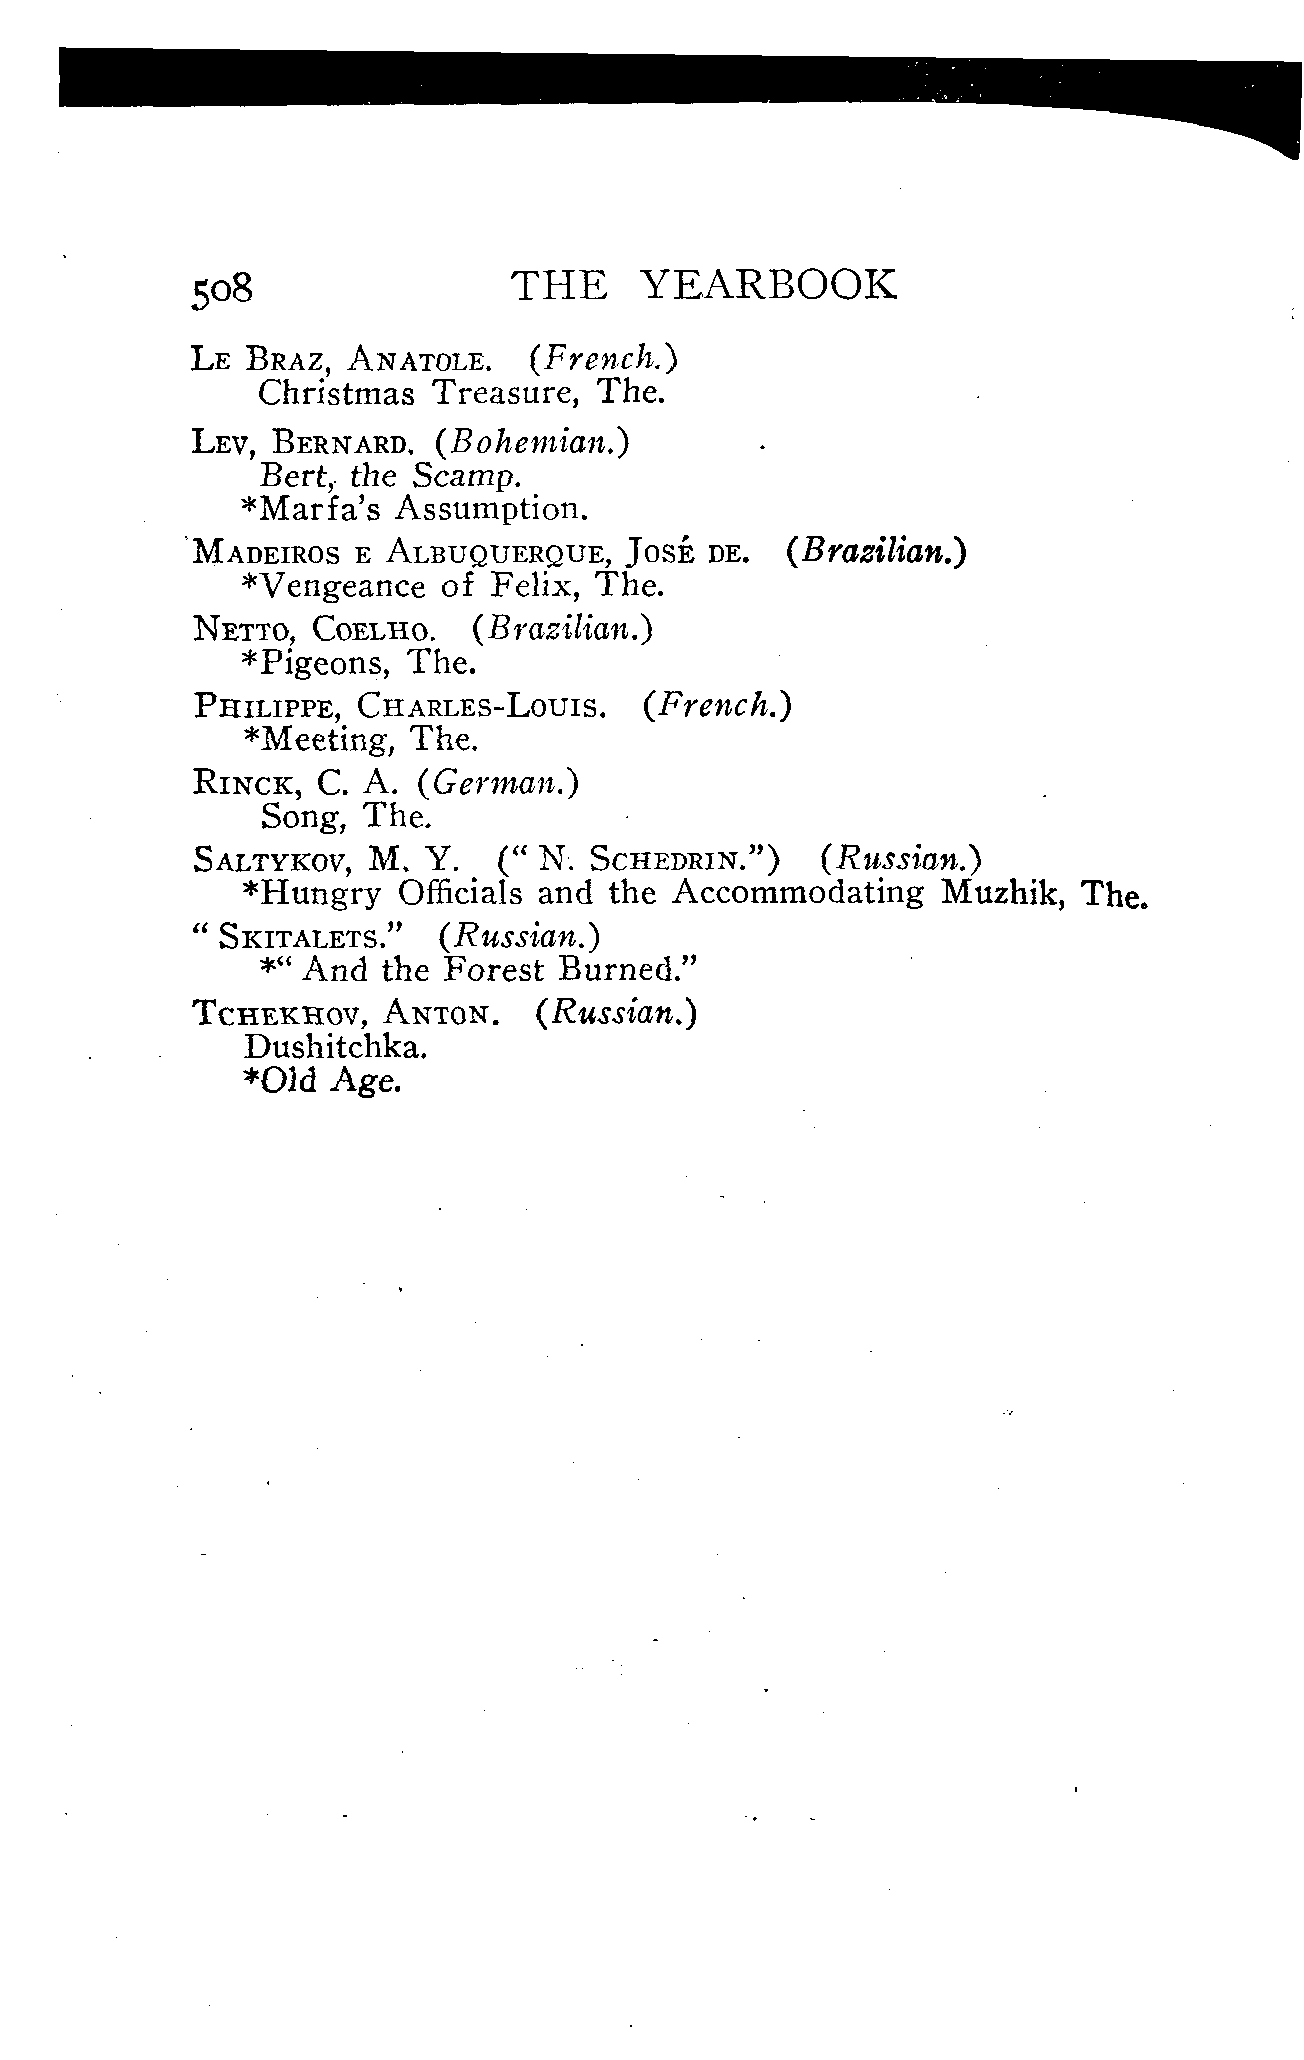 508 THE YEARBOOK
LE BRAZ, ANATOLE. (French.)
Christmas Treasure, The.
LEV, BERNARD. (Bohemian.)
Bert, the Scamp.
*Marfa's Assumption.
MADEIROS E ALBUQUERQUE, JOSÉ DE. (Brazilian.)
*Vengeance of Felix, The.
NETTO, COELHO. (Brazilian.)
*Pigeons, The.
PHILIPPE, CHARLES-LOUIS. (French.)
*Meeting, The.
RINCK, C. A. (German.)
Song, The.
SALTYKOV, M. Y. (" N. SCHEDRIN.") (Russian.)
*Hungry Officials and the Accommodating Muzhik, The.
" SKITALETS." (Russian.)
*" And the Forest Burned."
TCHEKHOV, ANTON. (Russian.)
Dushitchka.
*Old Age.